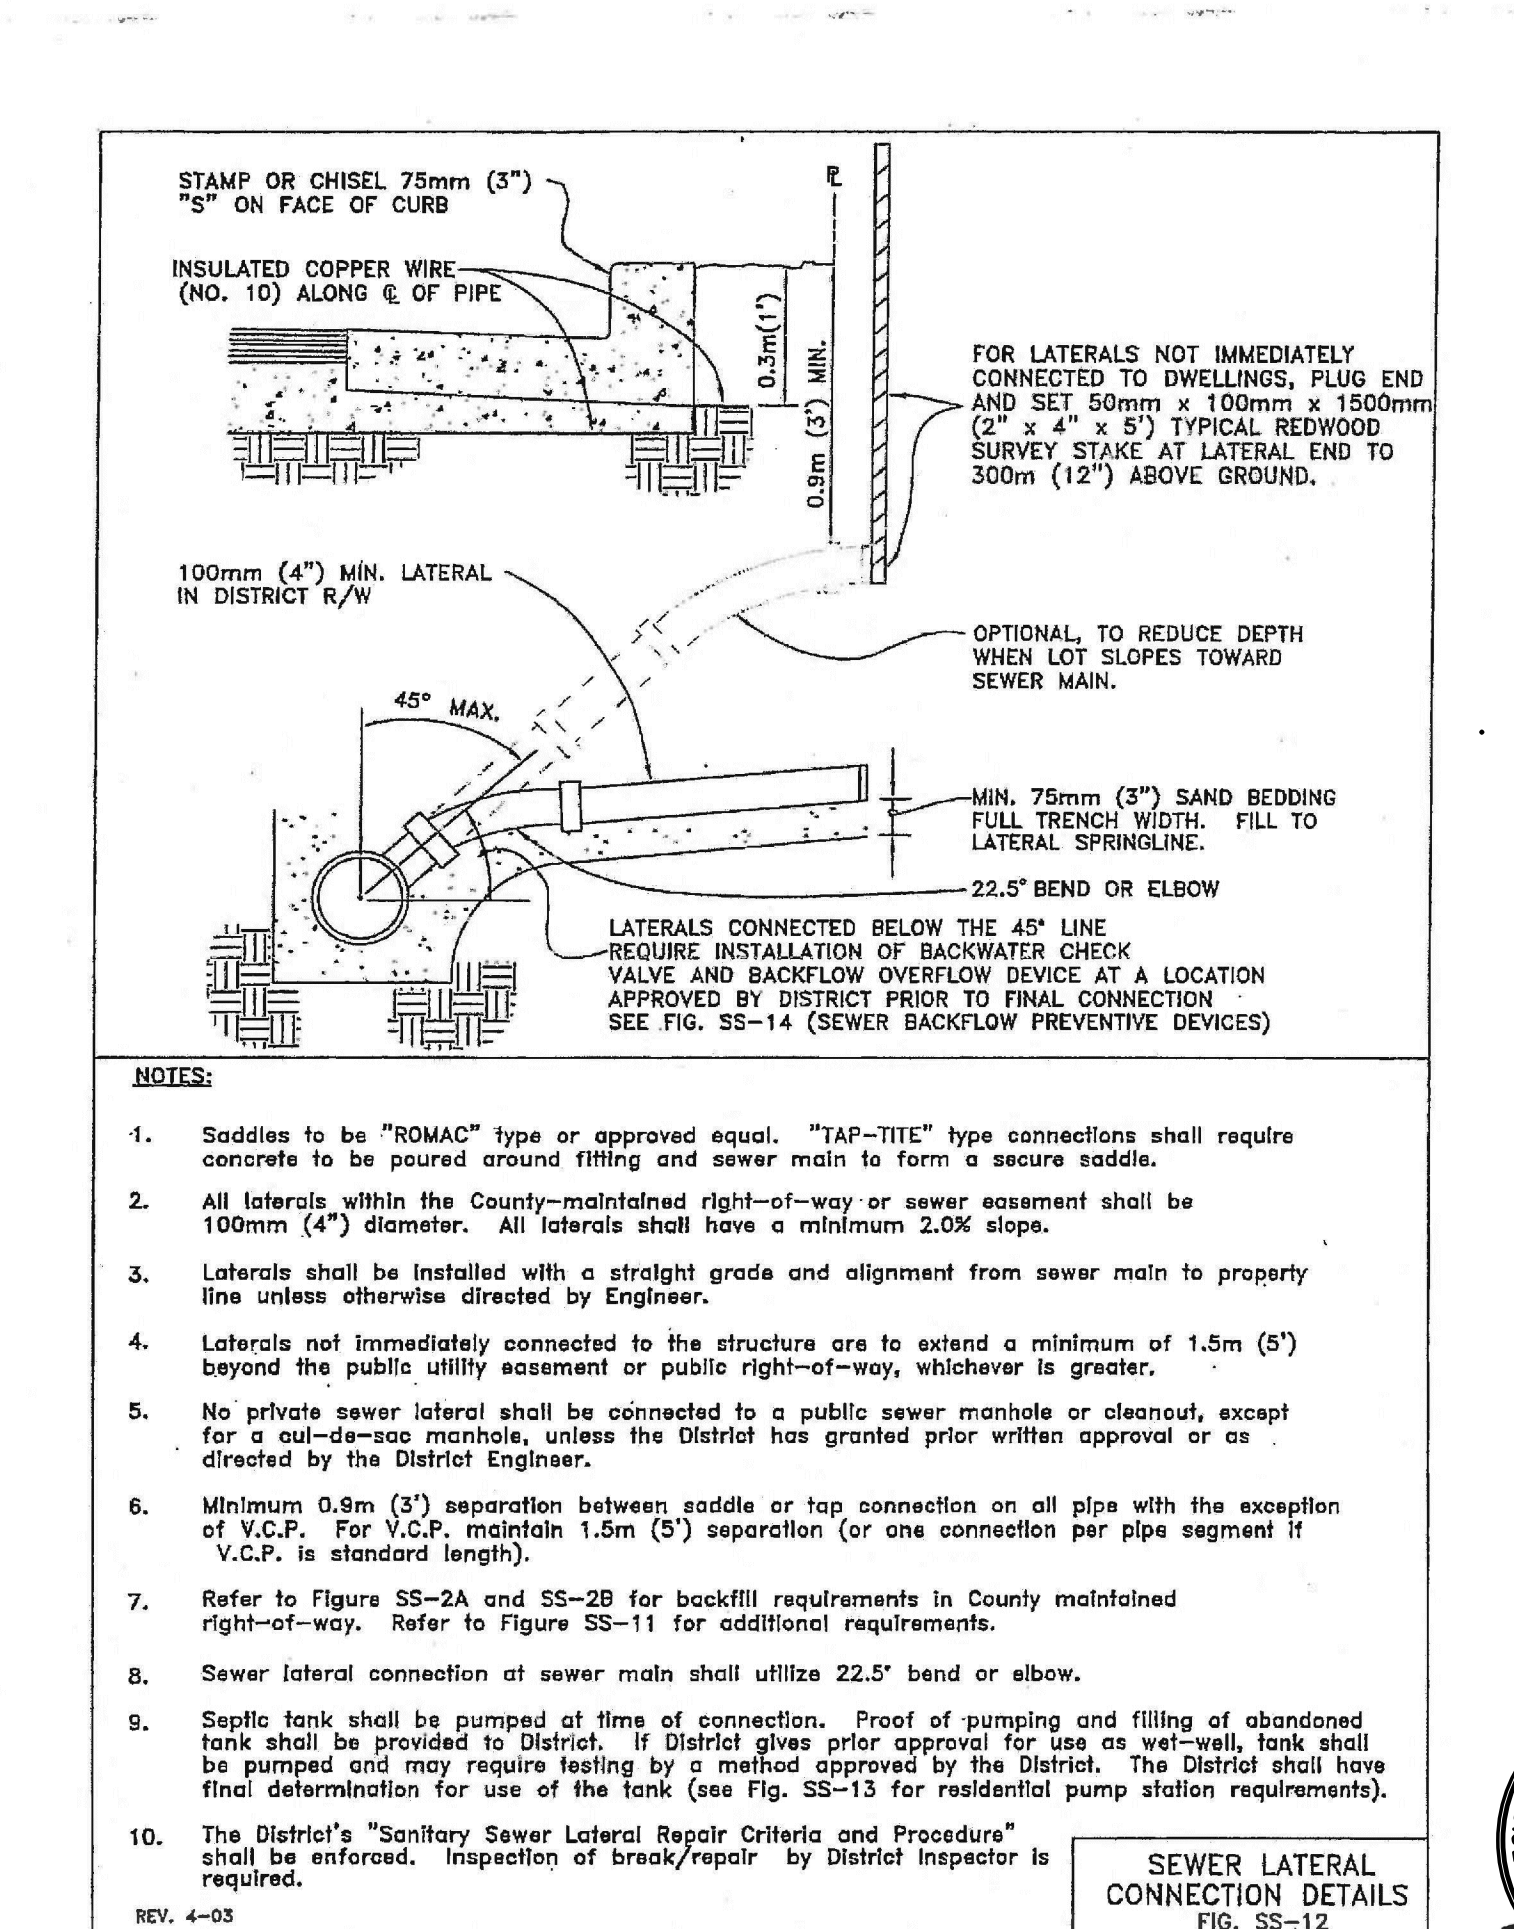 STAMP OR CHISEL 75mm (3")
"S" ON FACE OF CURB
INSULATED COPPER WIRE
(NO. 10) ALONG ℄ OF PIPE
⅊
0.3m(1')
0.9m (3') MIN.
FOR LATERALS NOT IMMEDIATELY
CONNECTED TO DWELLINGS, PLUG END
AND SET 50mm x 100mm x 1500mm
(2" x 4" x 5') TYPICAL REDWOOD
SURVEY STAKE AT LATERAL END TO
300m (12") ABOVE GROUND.
100mm (4") MIN. LATERAL
IN DISTRICT R/W
OPTIONAL, TO REDUCE DEPTH
WHEN LOT SLOPES TOWARD
SEWER MAIN.
45° MAX.
MIN. 75mm (3") SAND BEDDING
FULL TRENCH WIDTH. FILL TO
LATERAL SPRINGLINE.
22.5° BEND OR ELBOW
LATERALS CONNECTED BELOW THE 45° LINE
REQUIRE INSTALLATION OF BACKWATER CHECK
VALVE AND BACKFLOW OVERFLOW DEVICE AT A LOCATION
APPROVED BY DISTRICT PRIOR TO FINAL CONNECTION
SEE FIG. SS-14 (SEWER BACKFLOW PREVENTIVE DEVICES)
NOTES:
1. Saddles to be "ROMAC" type or approved equal. "TAP-TITE" type connections shall require
concrete to be poured around fitting and sewer main to form a secure saddle.
2. All laterals within the County-maintained right-of-way or sewer easement shall be
100mm (4") diameter. All laterals shall have a minimum 2.0% slope.
3. Laterals shall be installed with a straight grade and alignment from sewer main to property
line unless otherwise directed by Engineer.
4. Laterals not immediately connected to the structure are to extend a minimum of 1.5m (5')
beyond the public utility easement or public right-of-way, whichever is greater.
5. No private sewer lateral shall be connected to a public sewer manhole or cleanout, except
for a cul-de-sac manhole, unless the District has granted prior written approval or as
directed by the District Engineer.
6. Minimum 0.9m (3') separation between saddle or tap connection on all pipe with the exception
of V.C.P. For V.C.P. maintain 1.5m (5') separation (or one connection per pipe segment if
V.C.P. is standard length).
7. Refer to Figure SS-2A and SS-2B for backfill requirements in County maintained
right-of-way. Refer to Figure SS-11 for additional requirements.
8. Sewer lateral connection at sewer main shall utilize 22.5° bend or elbow.
9. Septic tank shall be pumped at time of connection. Proof of pumping and filling of abandoned
tank shall be provided to District. If District gives prior approval for use as wet-well, tank shall
be pumped and may require testing by a method approved by the District. The District shall have
final determination for use of the tank (see Fig. SS-13 for residential pump station requirements).
10. The District's "Sanitary Sewer Lateral Repair Criteria and Procedure"
shall be enforced. Inspection of break/repair by District Inspector is
required.
REV. 4-03
SEWER LATERAL
CONNECTION DETAILS
FIG. SS-12